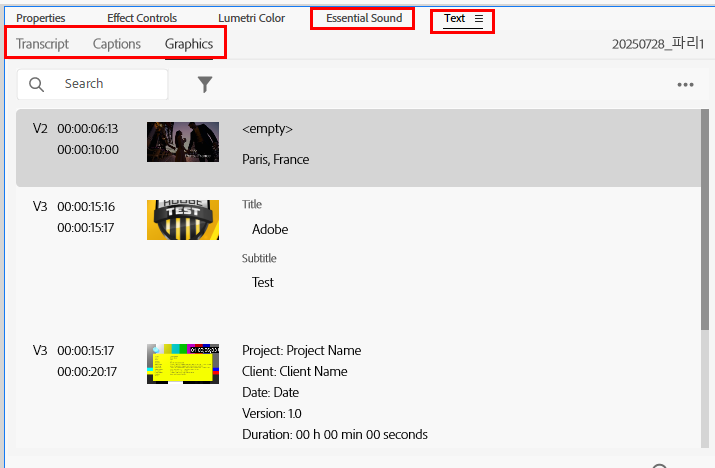 Properties Effect Controls Lumetri Color Essential Sound Text
Transcript Captions Graphics 20250728_파리1
Search
V2 00:00:06:13 <empty>
00:00:10:00 Paris, France
V3 00:00:15:16 Title
00:00:15:17 Adobe
TEST
Subtitle
Test
V3 00:00:15:17 Project: Project Name
00:00:20:17 Client: Client Name
Date: Date
Version: 1.0
Duration: 00 h 00 min 00 seconds